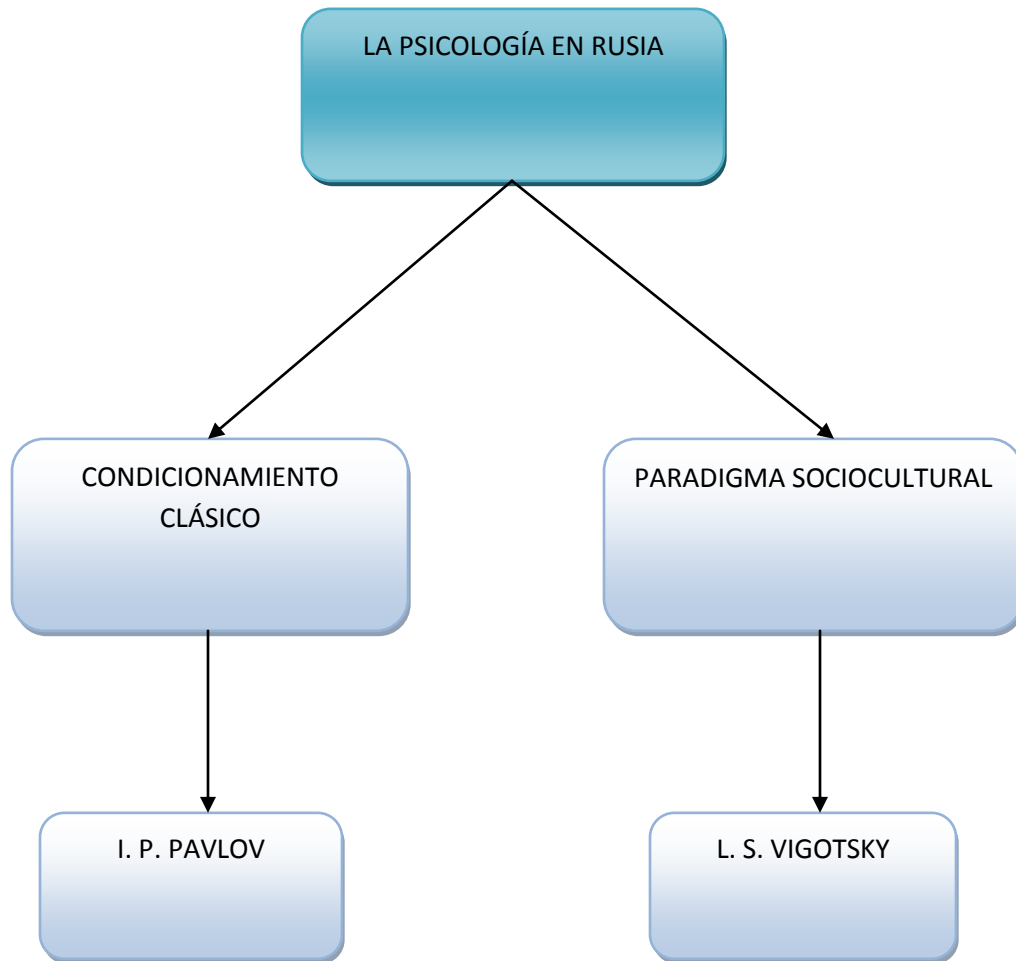 LA PSICOLOGÍA EN RUSIA
CONDICIONAMIENTO
CLÁSICO
PARADIGMA SOCIOCULTURAL
I. P. PAVLOV
L. S. VIGOTSKY